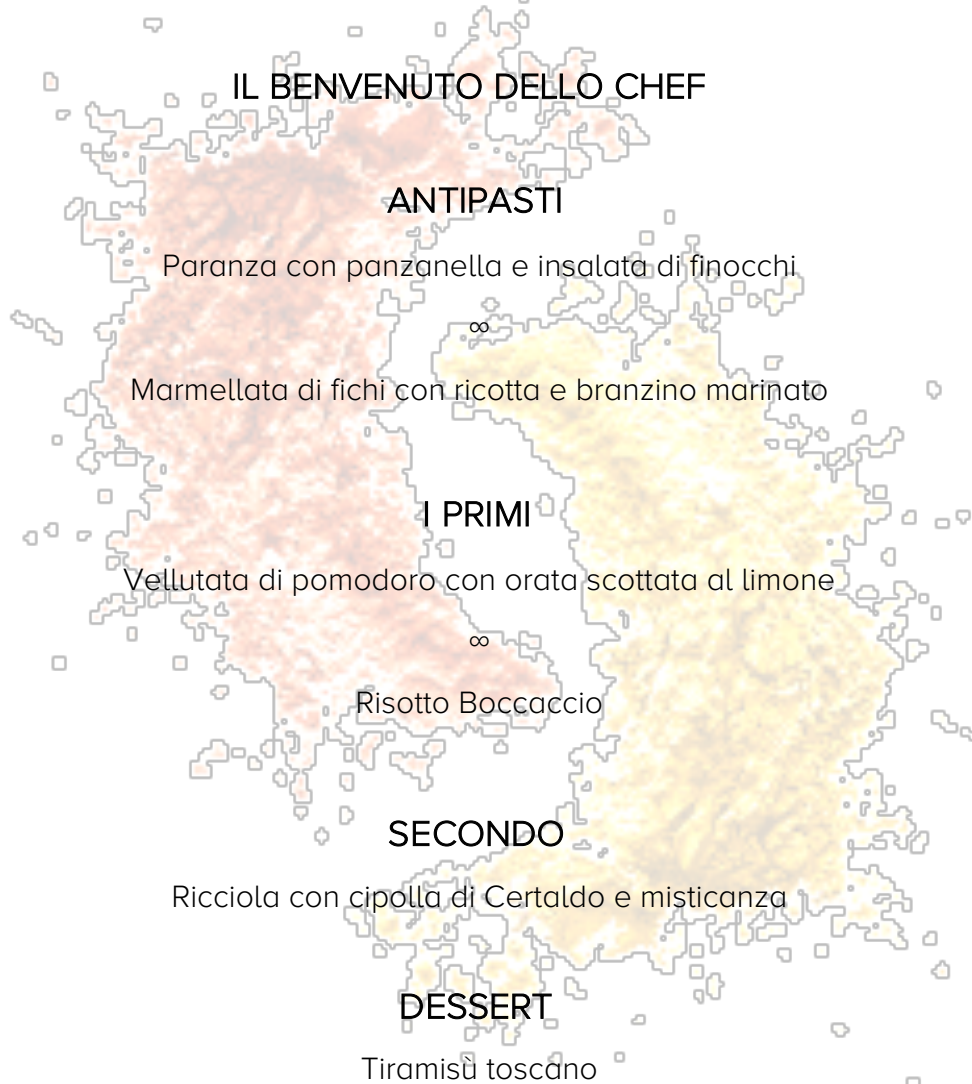 IL BENVENUTO DELLO CHEF
ANTIPASTI
Paranza con panzanella e insalata di finocchi
∞
Marmellata di fichi con ricotta e branzino marinato
I PRIMI
Vellutata di pomodoro con orata scottata al limone
∞
Risotto Boccaccio
SECONDO
Ricciola con cipolla di Certaldo e misticanza
DESSERT
Tiramisù toscano